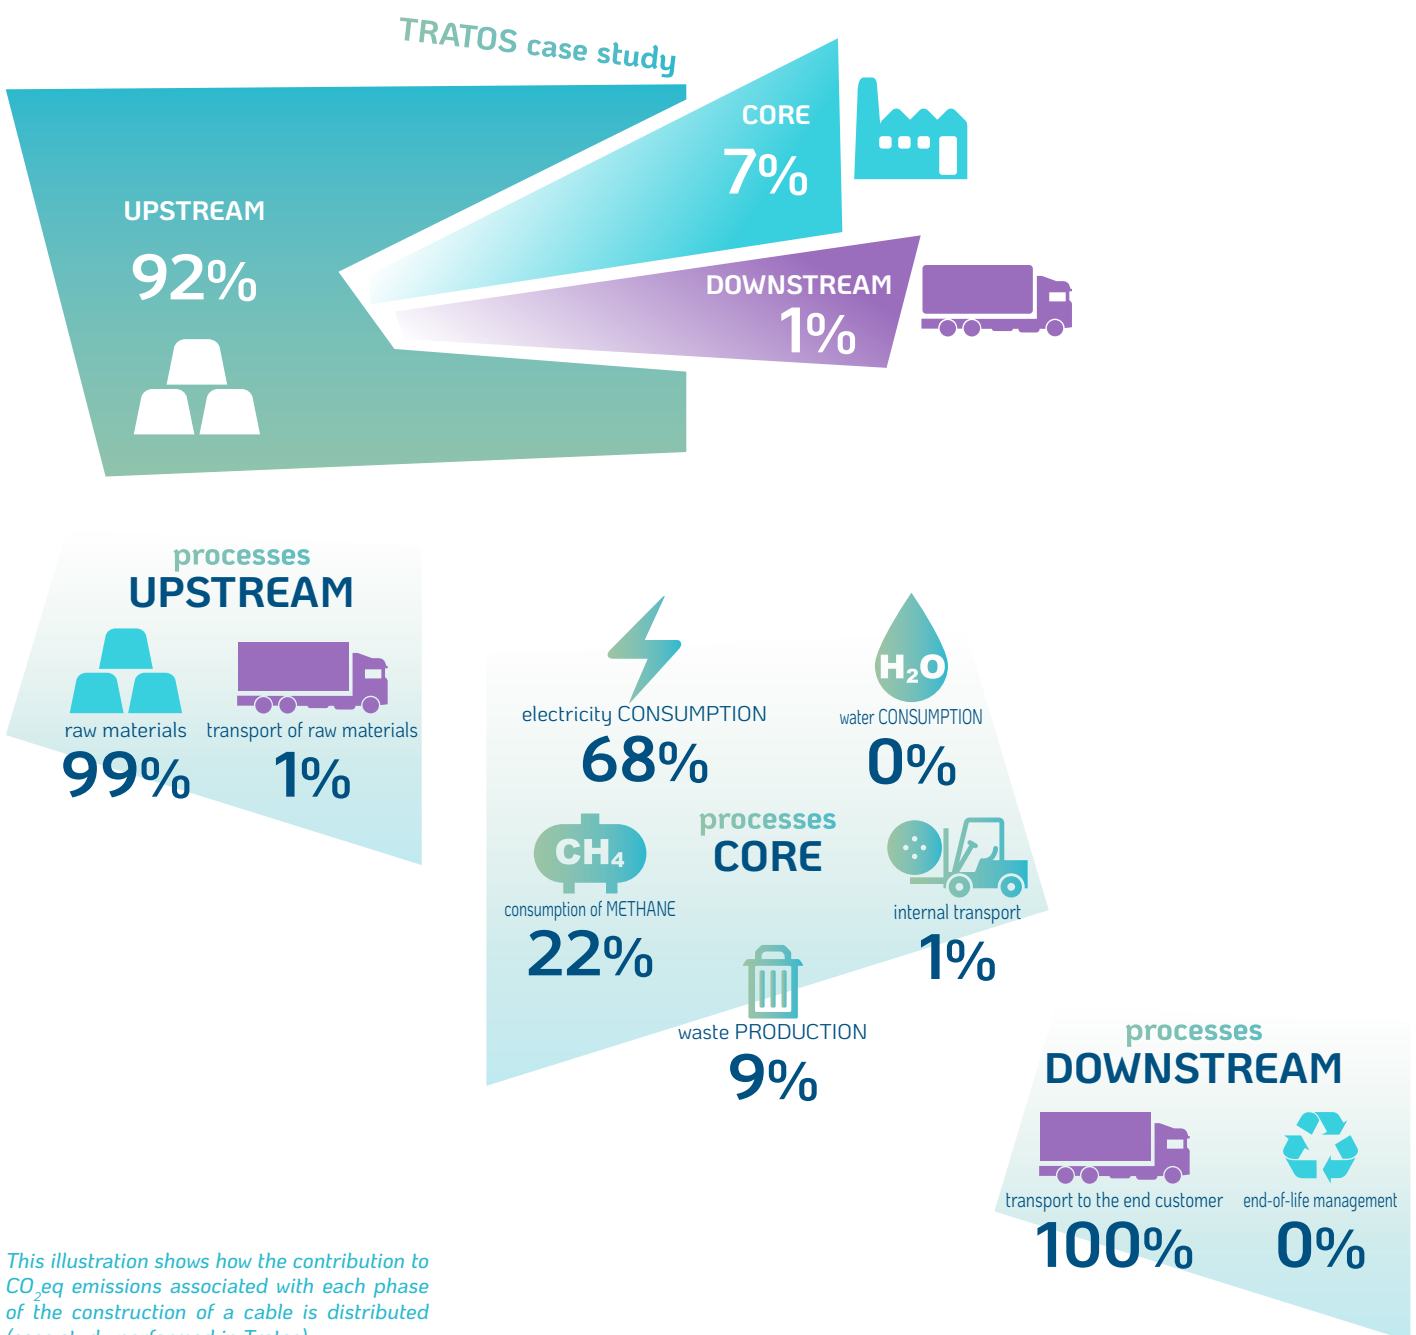 TRATOS case study
CORE
7%
UPSTREAM
92%
DOWNSTREAM
1%
processes
UPSTREAM
raw materials
99%
transport of raw materials
1%
electricity CONSUMPTION
68%
H₂O
water CONSUMPTION
0%
CH₄
consumption of METHANE
22%
processes
CORE
internal transport
1%
waste PRODUCTION
9%
processes
DOWNSTREAM
transport to the end customer
100%
end-of-life management
0%
This illustration shows how the contribution to
CO₂eq emissions associated with each phase
of the construction of a cable is distributed